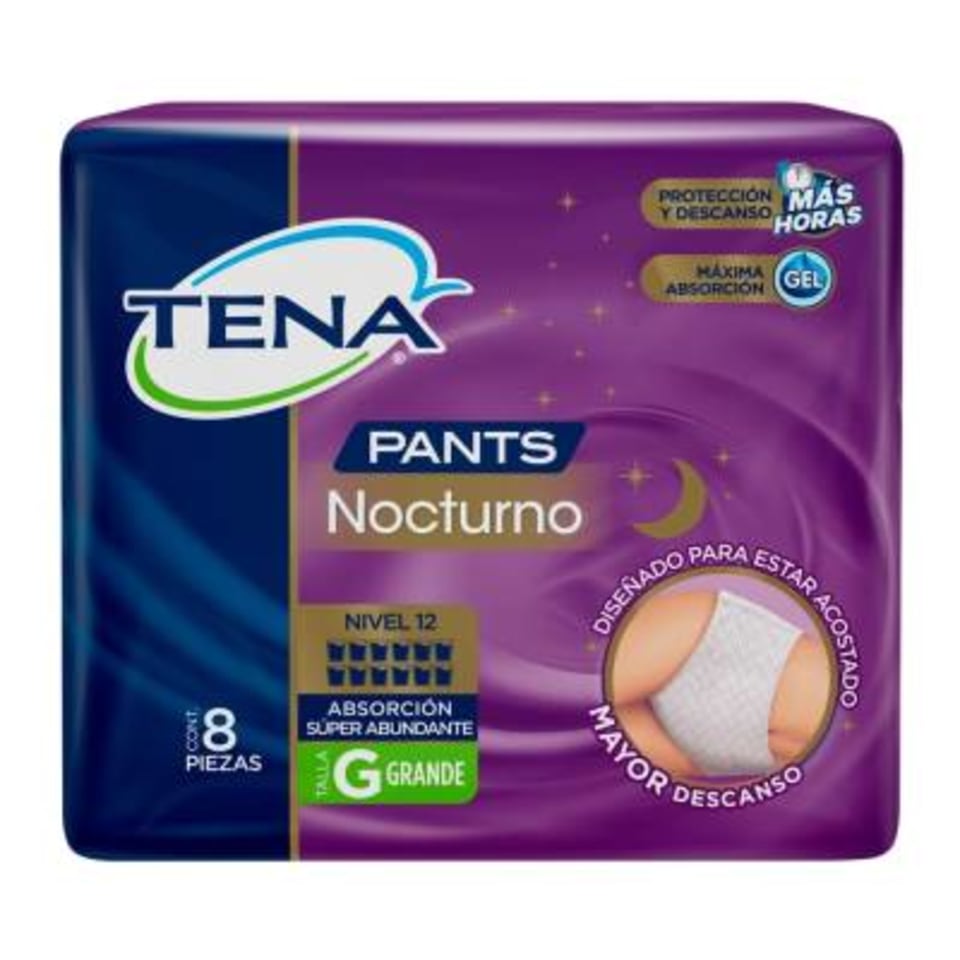 PROTECCIÓN
Y DESCANSO
MÁS
HORAS
MÁXIMA
ABSORCIÓN
GEL
TENA®
PANTS
Nocturno
DISEÑADO PARA ESTAR ACOSTADO
MAYOR DESCANSO
NIVEL 12
ABSORCIÓN
SÚPER ABUNDANTE
TALLA G GRANDE
CONT. 8
PIEZAS